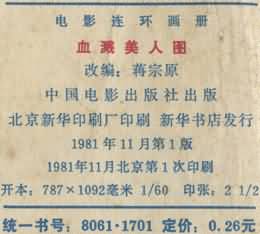 电影连环画册
血溅美人图
改编：蒋宗原
中国电影出版社出版
北京新华印刷厂印刷 新华书店发行
1981年11月第1版
1981年11月北京第1次印刷
开本：787×1092毫米 1/60 印张：2 1/2
统一书号：8061·1701 定价：0.26元